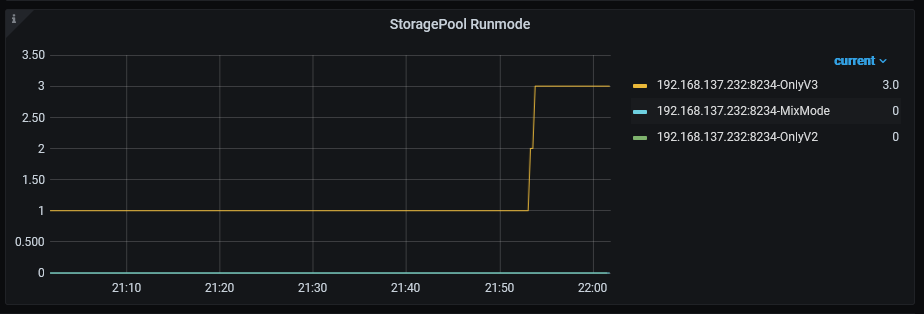 i
StoragePool Runmode
3.50
3
2.50
2
1.50
1
0.500
0
21:10 21:20 21:30 21:40 21:50 22:00
current
192.168.137.232:8234-OnlyV3 3.0
192.168.137.232:8234-MixMode 0
192.168.137.232:8234-OnlyV2 0